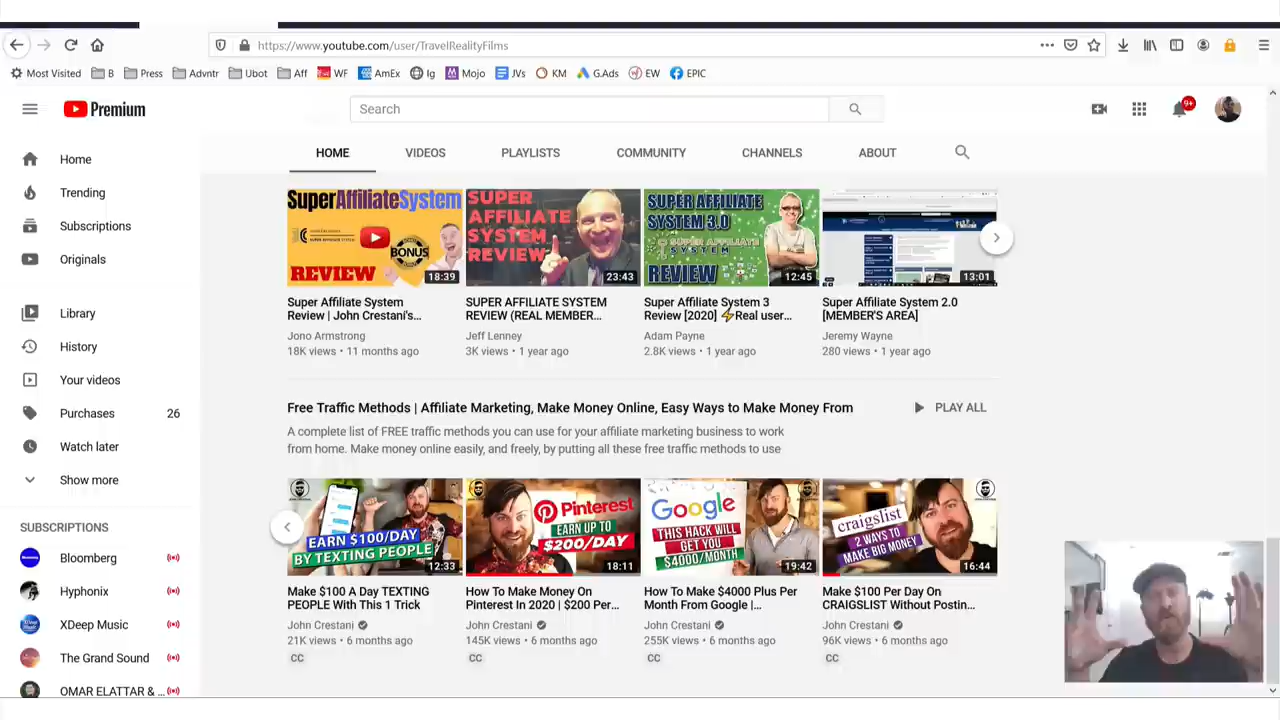 https://www.youtube.com/user/TravelRealityFilms
Most Visited
B
Press
Advntr
Ubot
Aff
WF
AmEx
Ig
Mojo
JVs
KM
G.Ads
EW
EPIC
Premium
Search
9+
HOME
VIDEOS
PLAYLISTS
COMMUNITY
CHANNELS
ABOUT
Home
Trending
Subscriptions
Originals
Library
History
Your videos
Purchases 26
Watch later
Show more
SUBSCRIPTIONS
Bloomberg
Hyphonix
XDeep Music
The Grand Sound
OMAR ELATTAR & ...
SuperAffiliateSystem
BONUS
REVIEW
18:39
Super Affiliate System
Review | John Crestani's...
Jono Armstrong
18K views • 11 months ago
SUPER
AFFILIATE
SYSTEM
REVIEW
23:43
SUPER AFFILIATE SYSTEM
REVIEW (REAL MEMBER...
Jeff Lenney
3K views • 1 year ago
SUPER AFFILIATE
SYSTEM 3.0
SUPER AFFILIATE
SYSTEM
REVIEW
12:45
Super Affiliate System 3
Review [2020] ⚡Real user...
Adam Payne
2.8K views • 1 year ago
13:01
Super Affiliate System 2.0
[MEMBER'S AREA]
Jeremy Wayne
280 views • 1 year ago
Free Traffic Methods | Affiliate Marketing, Make Money Online, Easy Ways to Make Money From
PLAY ALL
A complete list of FREE traffic methods you can use for your affiliate marketing business to work
from home. Make money online easily, and freely, by putting all these free traffic methods to use
EARN $100/DAY
BY TEXTING PEOPLE
12:33
Make $100 A Day TEXTING
PEOPLE With This 1 Trick
John Crestani
21K views • 6 months ago
CC
Pinterest
EARN UP TO
$200/DAY
18:11
How To Make Money On
Pinterest In 2020 | $200 Per...
John Crestani
145K views • 6 months ago
CC
Google
THIS HACK WILL
GET YOU
$4000/MONTH
19:42
How To Make $4000 Plus Per
Month From Google |...
John Crestani
255K views • 6 months ago
CC
craigslist
2 WAYS TO
MAKE BIG MONEY
16:44
Make $100 Per Day On
CRAIGSLIST Without Postin...
John Crestani
96K views • 6 months ago
CC